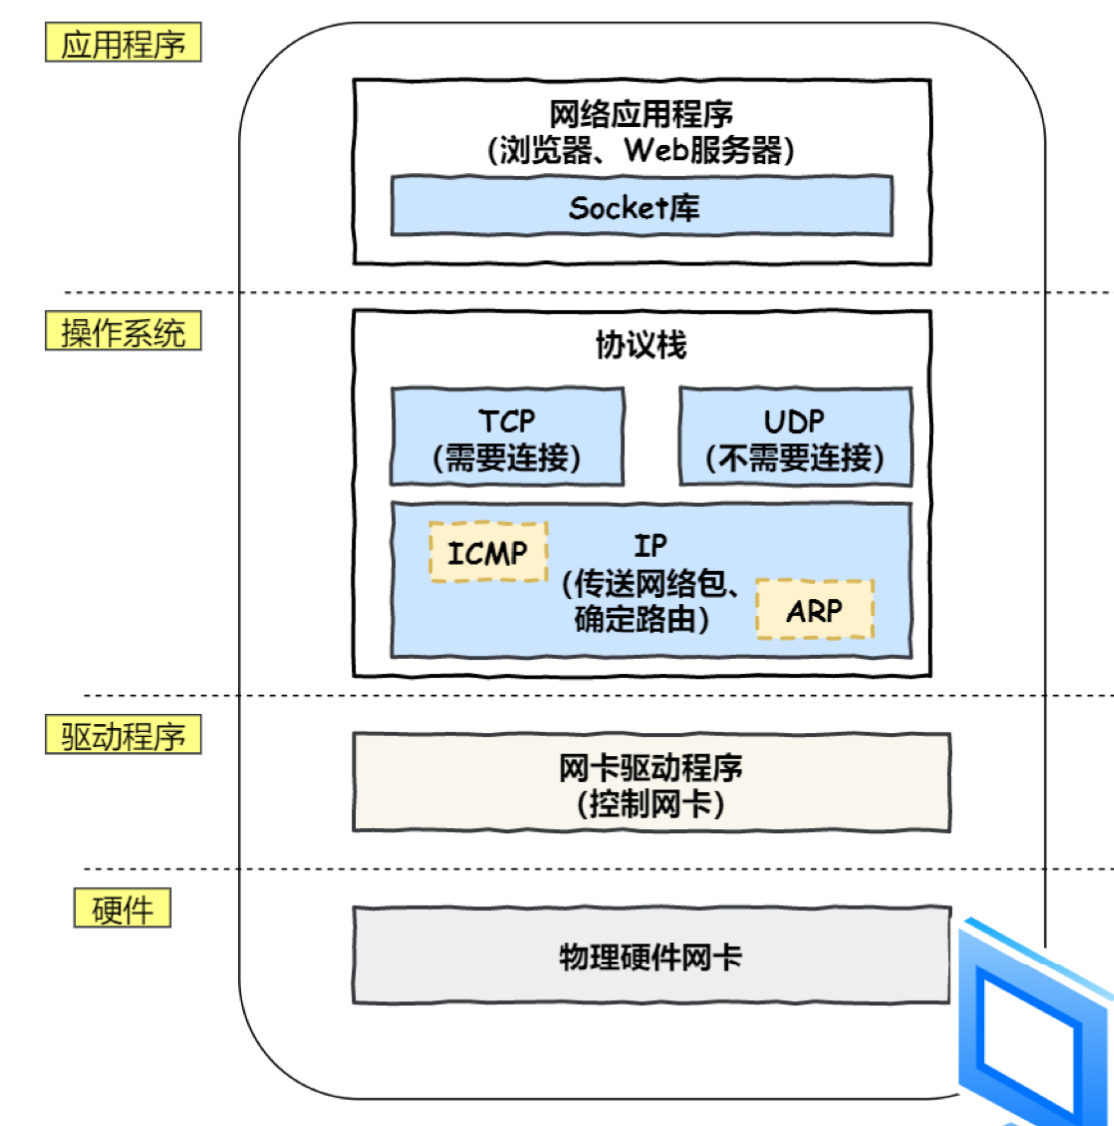 应用程序
网络应用程序
（浏览器、Web服务器）
Socket库
操作系统
协议栈
TCP
（需要连接）
UDP
（不需要连接）
ICMP
IP
（传送网络包、
确定路由）
ARP
驱动程序
网卡驱动程序
（控制网卡）
硬件
物理硬件网卡